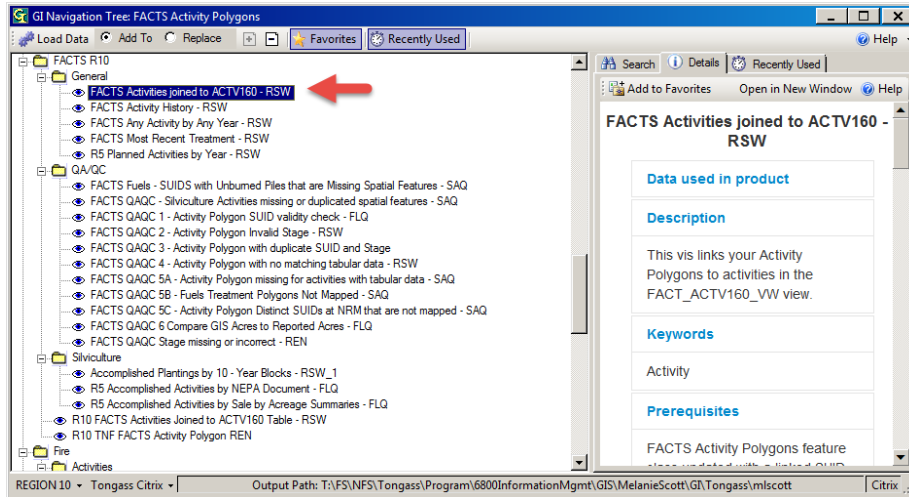 GI Navigation Tree: FACTS Activity Polygons
Load Data Add To Replace Favorites Recently Used Help
FACTS R10
General
FACTS Activities joined to ACTV160 - RSW
FACTS Activity History - RSW
FACTS Any Activity by Any Year - RSW
FACTS Most Recent Treatment - RSW
R5 Planned Activities by Year - RSW
QA/QC
FACTS Fuels - SUIDS with Unburned Piles that are Missing Spatial Features - SAQ
FACTS QAQC - Silviculture Activities missing or duplicated spatial features - SAQ
FACTS QAQC 1 - Activity Polygon SUID validity check - FLQ
FACTS QAQC 2 - Activity Polygon Invalid Stage - RSW
FACTS QAQC 3 - Activity Polygon with duplicate SUID and Stage
FACTS QAQC 4 - Activity Polygon with no matching tabular data - RSW
FACTS QAQC 5A - Activity Polygon missing for activities with tabular data - SAQ
FACTS QAQC 5B - Fuels Treatment Polygons Not Mapped - SAQ
FACTS QAQC 5C - Activity Polygon Distinct SUIDs at NRM that are not mapped - SAQ
FACTS QAQC 6 Compare GIS Acres to Reported Acres - FLQ
FACTS QAQC Stage missing or incorrect - REN
Silviculture
Accomplished Plantings by 10 - Year Blocks - RSW_1
R5 Accomplished Activities by NEPA Document - FLQ
R5 Accomplished Activities by Sale by Acreage Summaries - FLQ
R10 FACTS Activities Joined to ACTV160 Table - RSW
R10 TNF FACTS Activity Polygon REN
Fire
Activities
Search Details Recently Used
Add to Favorites Open in New Window Help
FACTS Activities joined to ACTV160 -
RSW
Data used in product
Description
This vis links your Activity
Polygons to activities in the
FACT_ACTV160_VW view.
Keywords
Activity
Prerequisites
FACTS Activity Polygons feature
class updated with a linked SUID
REGION 10 Tongass Citrix Output Path: T:\FS\NFS\Tongass\Program\6800InformationMgmt\GIS\MelanieScott\GI\Tongass\mlscott Citrix